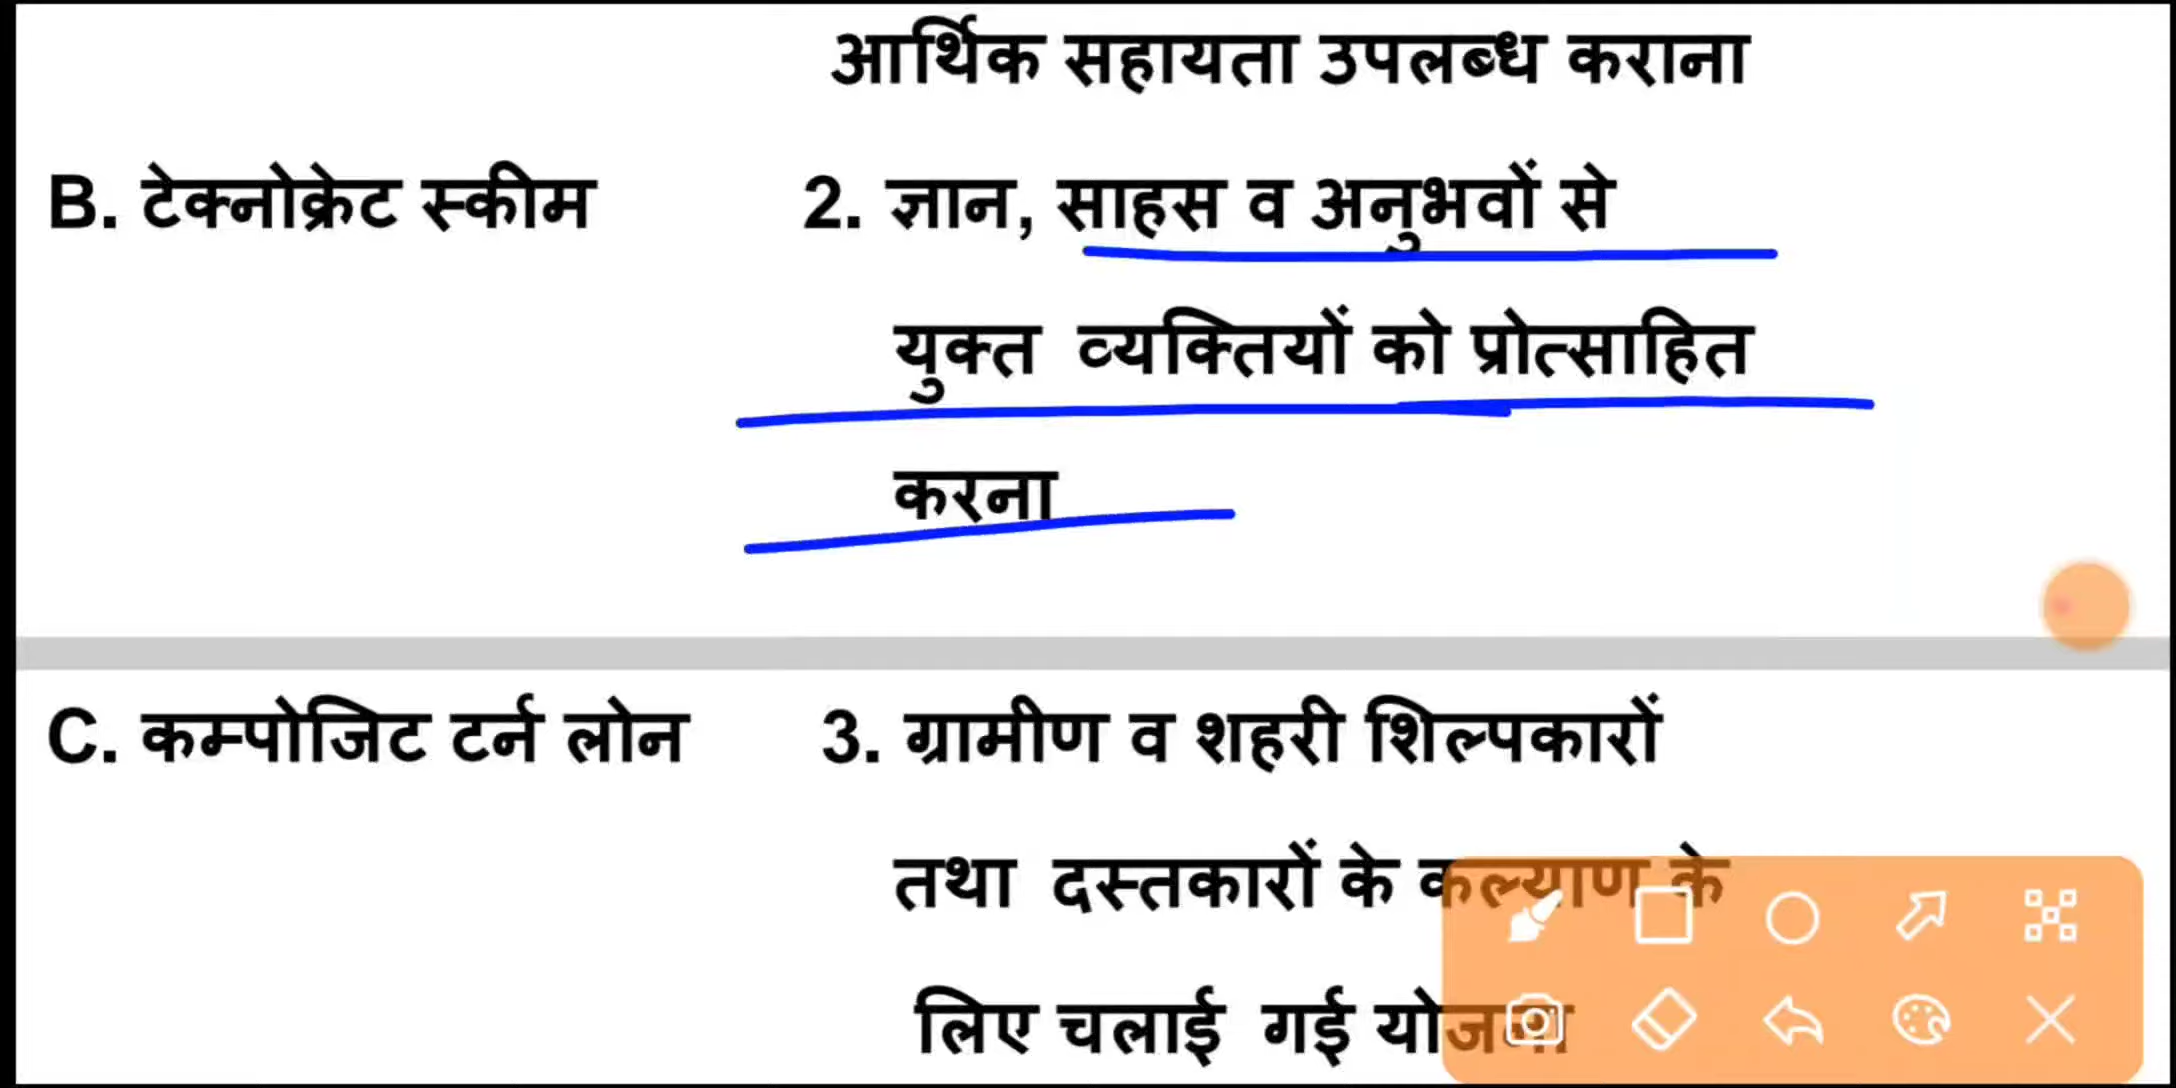 आर्थिक सहायता उपलब्ध कराना
B. टेक्नोक्रेट स्कीम 2. ज्ञान, साहस व अनुभवों से
युक्त व्यक्तियों को प्रोत्साहित
करना
C. कम्पोजिट टर्न लोन 3. ग्रामीण व शहरी शिल्पकारों
तथा दस्तकारों के कल्याण के
लिए चलाई गई योजना